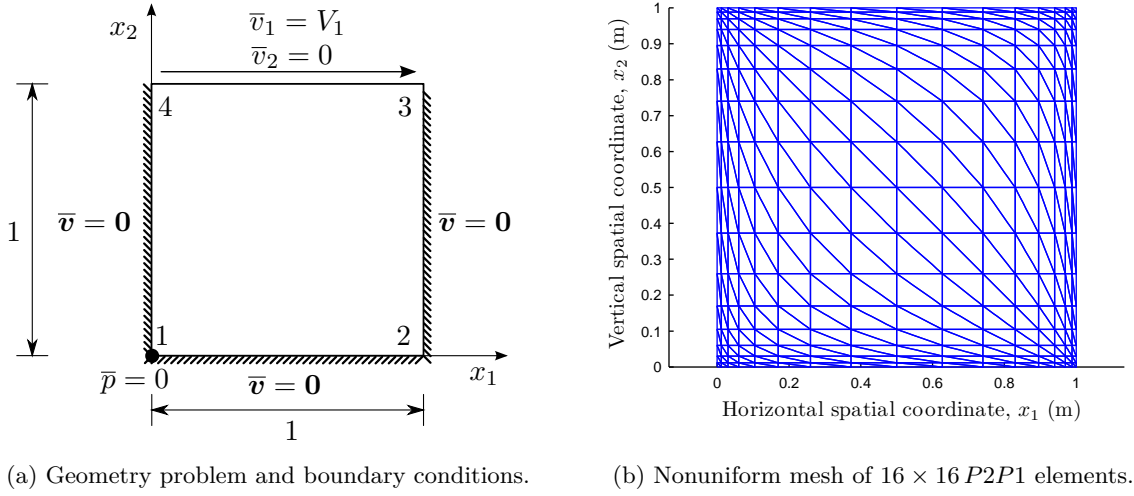 x₂
v̅₁ = V₁
v̅₂ = 0
4
3
1
v̅ = 0
v̅ = 0
1
2
p̅ = 0
v̅ = 0
x₁
1
(a) Geometry problem and boundary conditions.
Vertical spatial coordinate, x₂ (m)
1
0.9
0.8
0.7
0.6
0.5
0.4
0.3
0.2
0.1
0
0 0.2 0.4 0.6 0.8 1
Horizontal spatial coordinate, x₁ (m)
(b) Nonuniform mesh of 16 × 16 P2P1 elements.